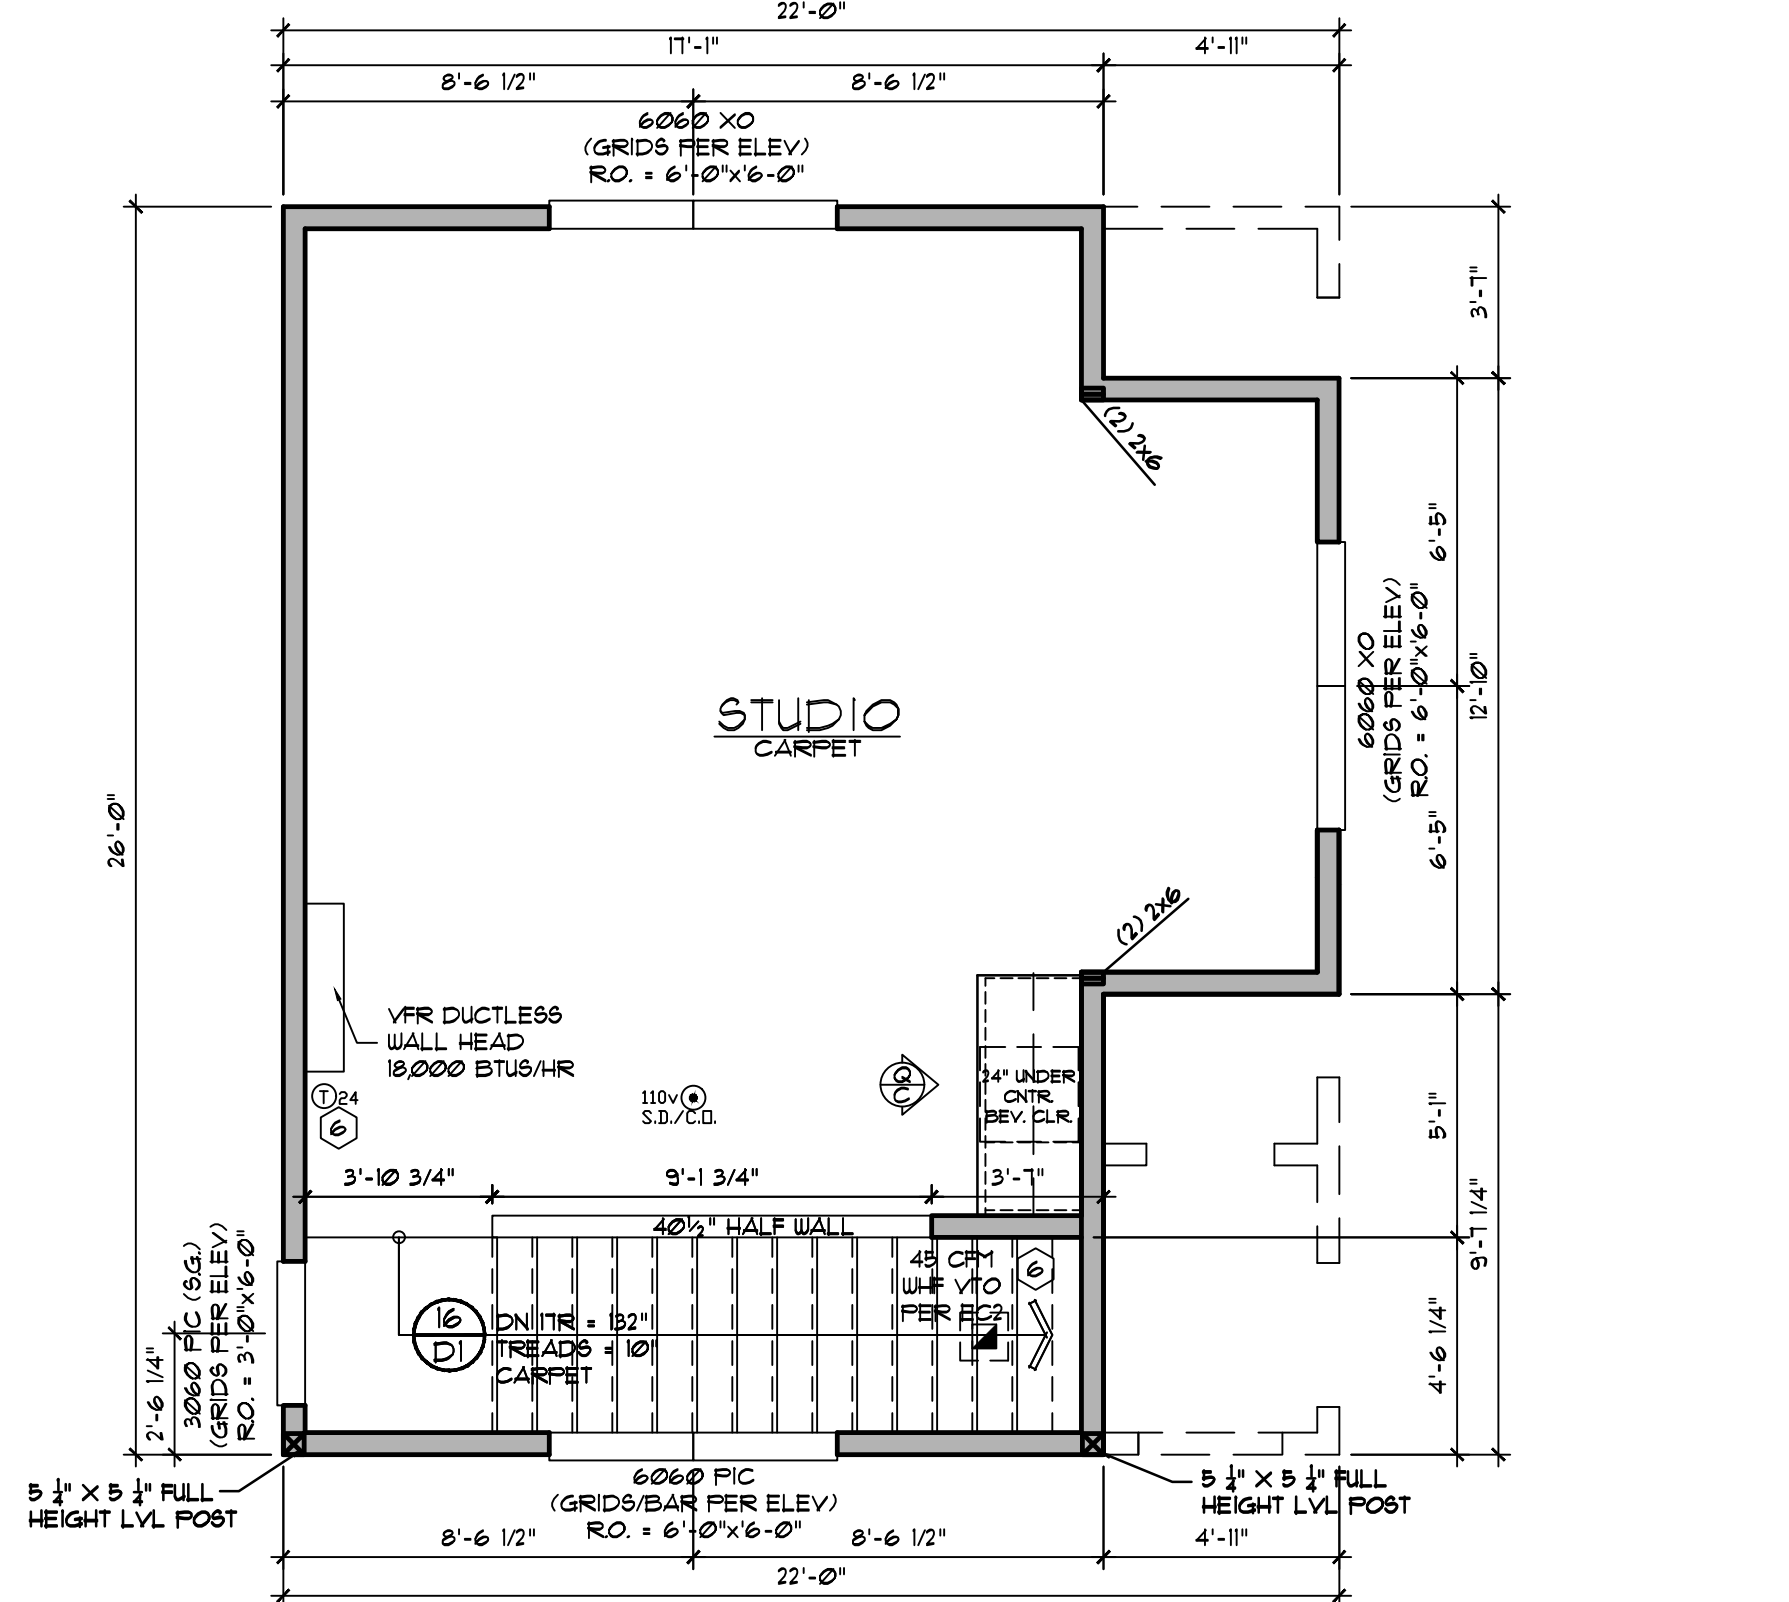 22'-0"
17'-1"
4'-11"
8'-6 1/2"
8'-6 1/2"
6060 XO
(GRIDS PER ELEV)
R.O. = 6'-0"x'6-0"
3'-7"
(2) 2x6
6'-5"
6060 XO
(GRIDS PER ELEV)
R.O. = 6'-0"x'6-0"
12'-10"
STUDIO
CARPET
26'-0"
6'-5"
(2) 2x6
VFR DUCTLESS
WALL HEAD
18,000 BTUS/HR
T 24
6
110v
S.D./C.O.
Q
C
24" UNDER
CNTR.
BEV. CLR.
5'-1"
3'-10 3/4"
9'-1 3/4"
3'-7"
40½" HALF WALL
45 CFM
WHF VTO
PER EC2
6
9'-7 1/4"
16
D1
DN 17R = 132"
TREADS = 10"
CARPET
2'-6 1/4"
3060 PIC (S.G.)
(GRIDS PER ELEV)
R.O. = 3'-0"x'6-0"
4'-6 1/4"
5 ¼" X 5 ¼" FULL
HEIGHT LVL POST
6060 PIC
(GRIDS/BAR PER ELEV)
R.O. = 6'-0"x'6-0"
5 ¼" X 5 ¼" FULL
HEIGHT LVL POST
8'-6 1/2"
8'-6 1/2"
4'-11"
22'-0"